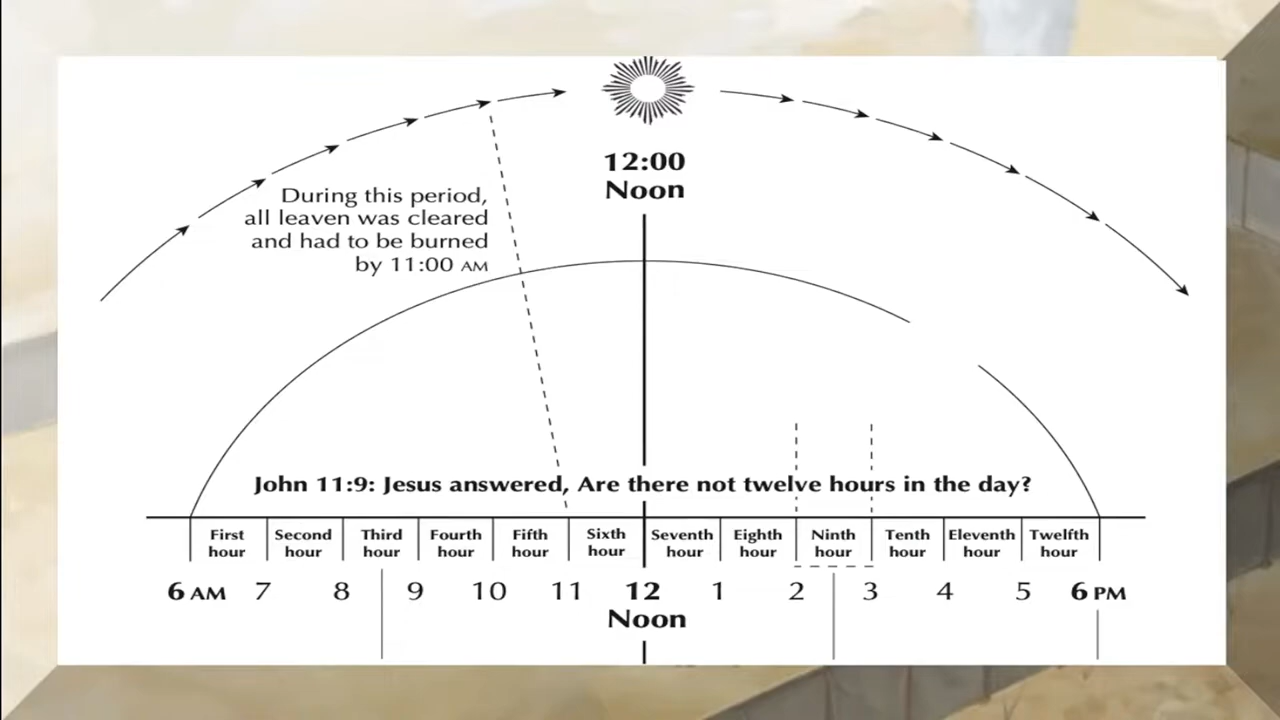 12:00
Noon
During this period,
all leaven was cleared
and had to be burned
by 11:00 AM
John 11:9: Jesus answered, Are there not twelve hours in the day?
First hour
Second hour
Third hour
Fourth hour
Fifth hour
Sixth hour
Seventh hour
Eighth hour
Ninth hour
Tenth hour
Eleventh hour
Twelfth hour
6 AM 7 8 9 10 11 12 1 2 3 4 5 6 PM
Noon